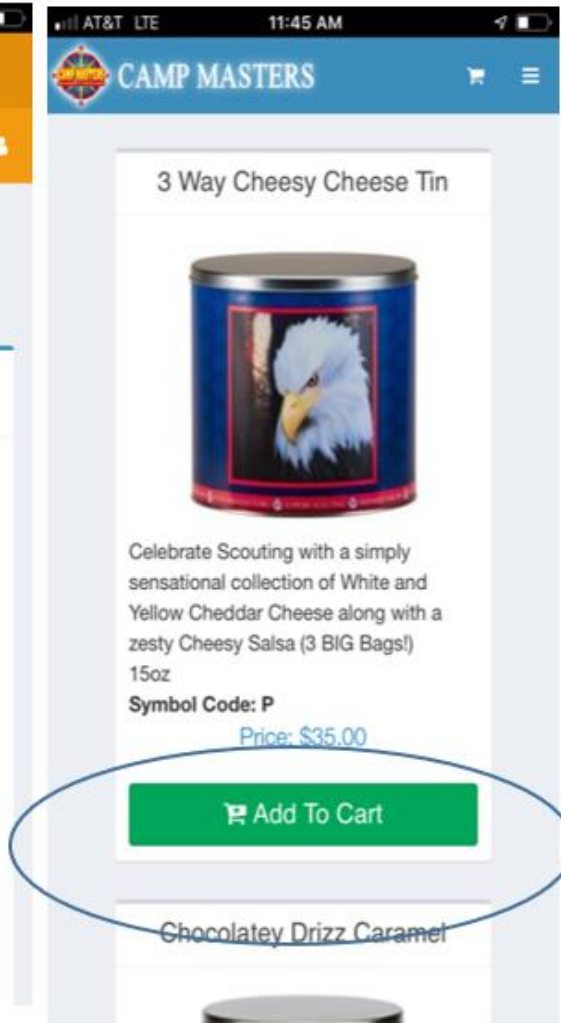 AT&T LTE 11:45 AM
CAMP MASTERS
3 Way Cheesy Cheese Tin
Celebrate Scouting with a simply
sensational collection of White and
Yellow Cheddar Cheese along with a
zesty Cheesy Salsa (3 BIG Bags!)
15oz
Symbol Code: P
Price: $35.00
Add To Cart
Chocolatey Drizz Caramel